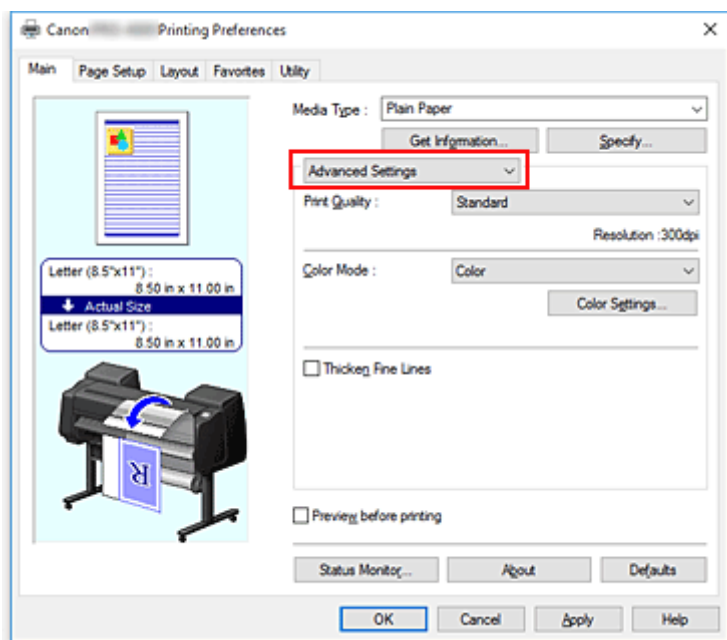 Canon Printing Preferences
Main Page Setup Layout Favorites Utility
Media Type : Plain Paper
Get Information... Specify...
Advanced Settings
Print Quality : Standard
Resolution :300dpi
Color Mode : Color
Color Settings...
Thicken Fine Lines
Letter (8.5"x11") :
8.50 in x 11.00 in
Actual Size
Letter (8.5"x11") :
8.50 in x 11.00 in
R
Preview before printing
Status Monitor... About Defaults
OK Cancel Apply Help